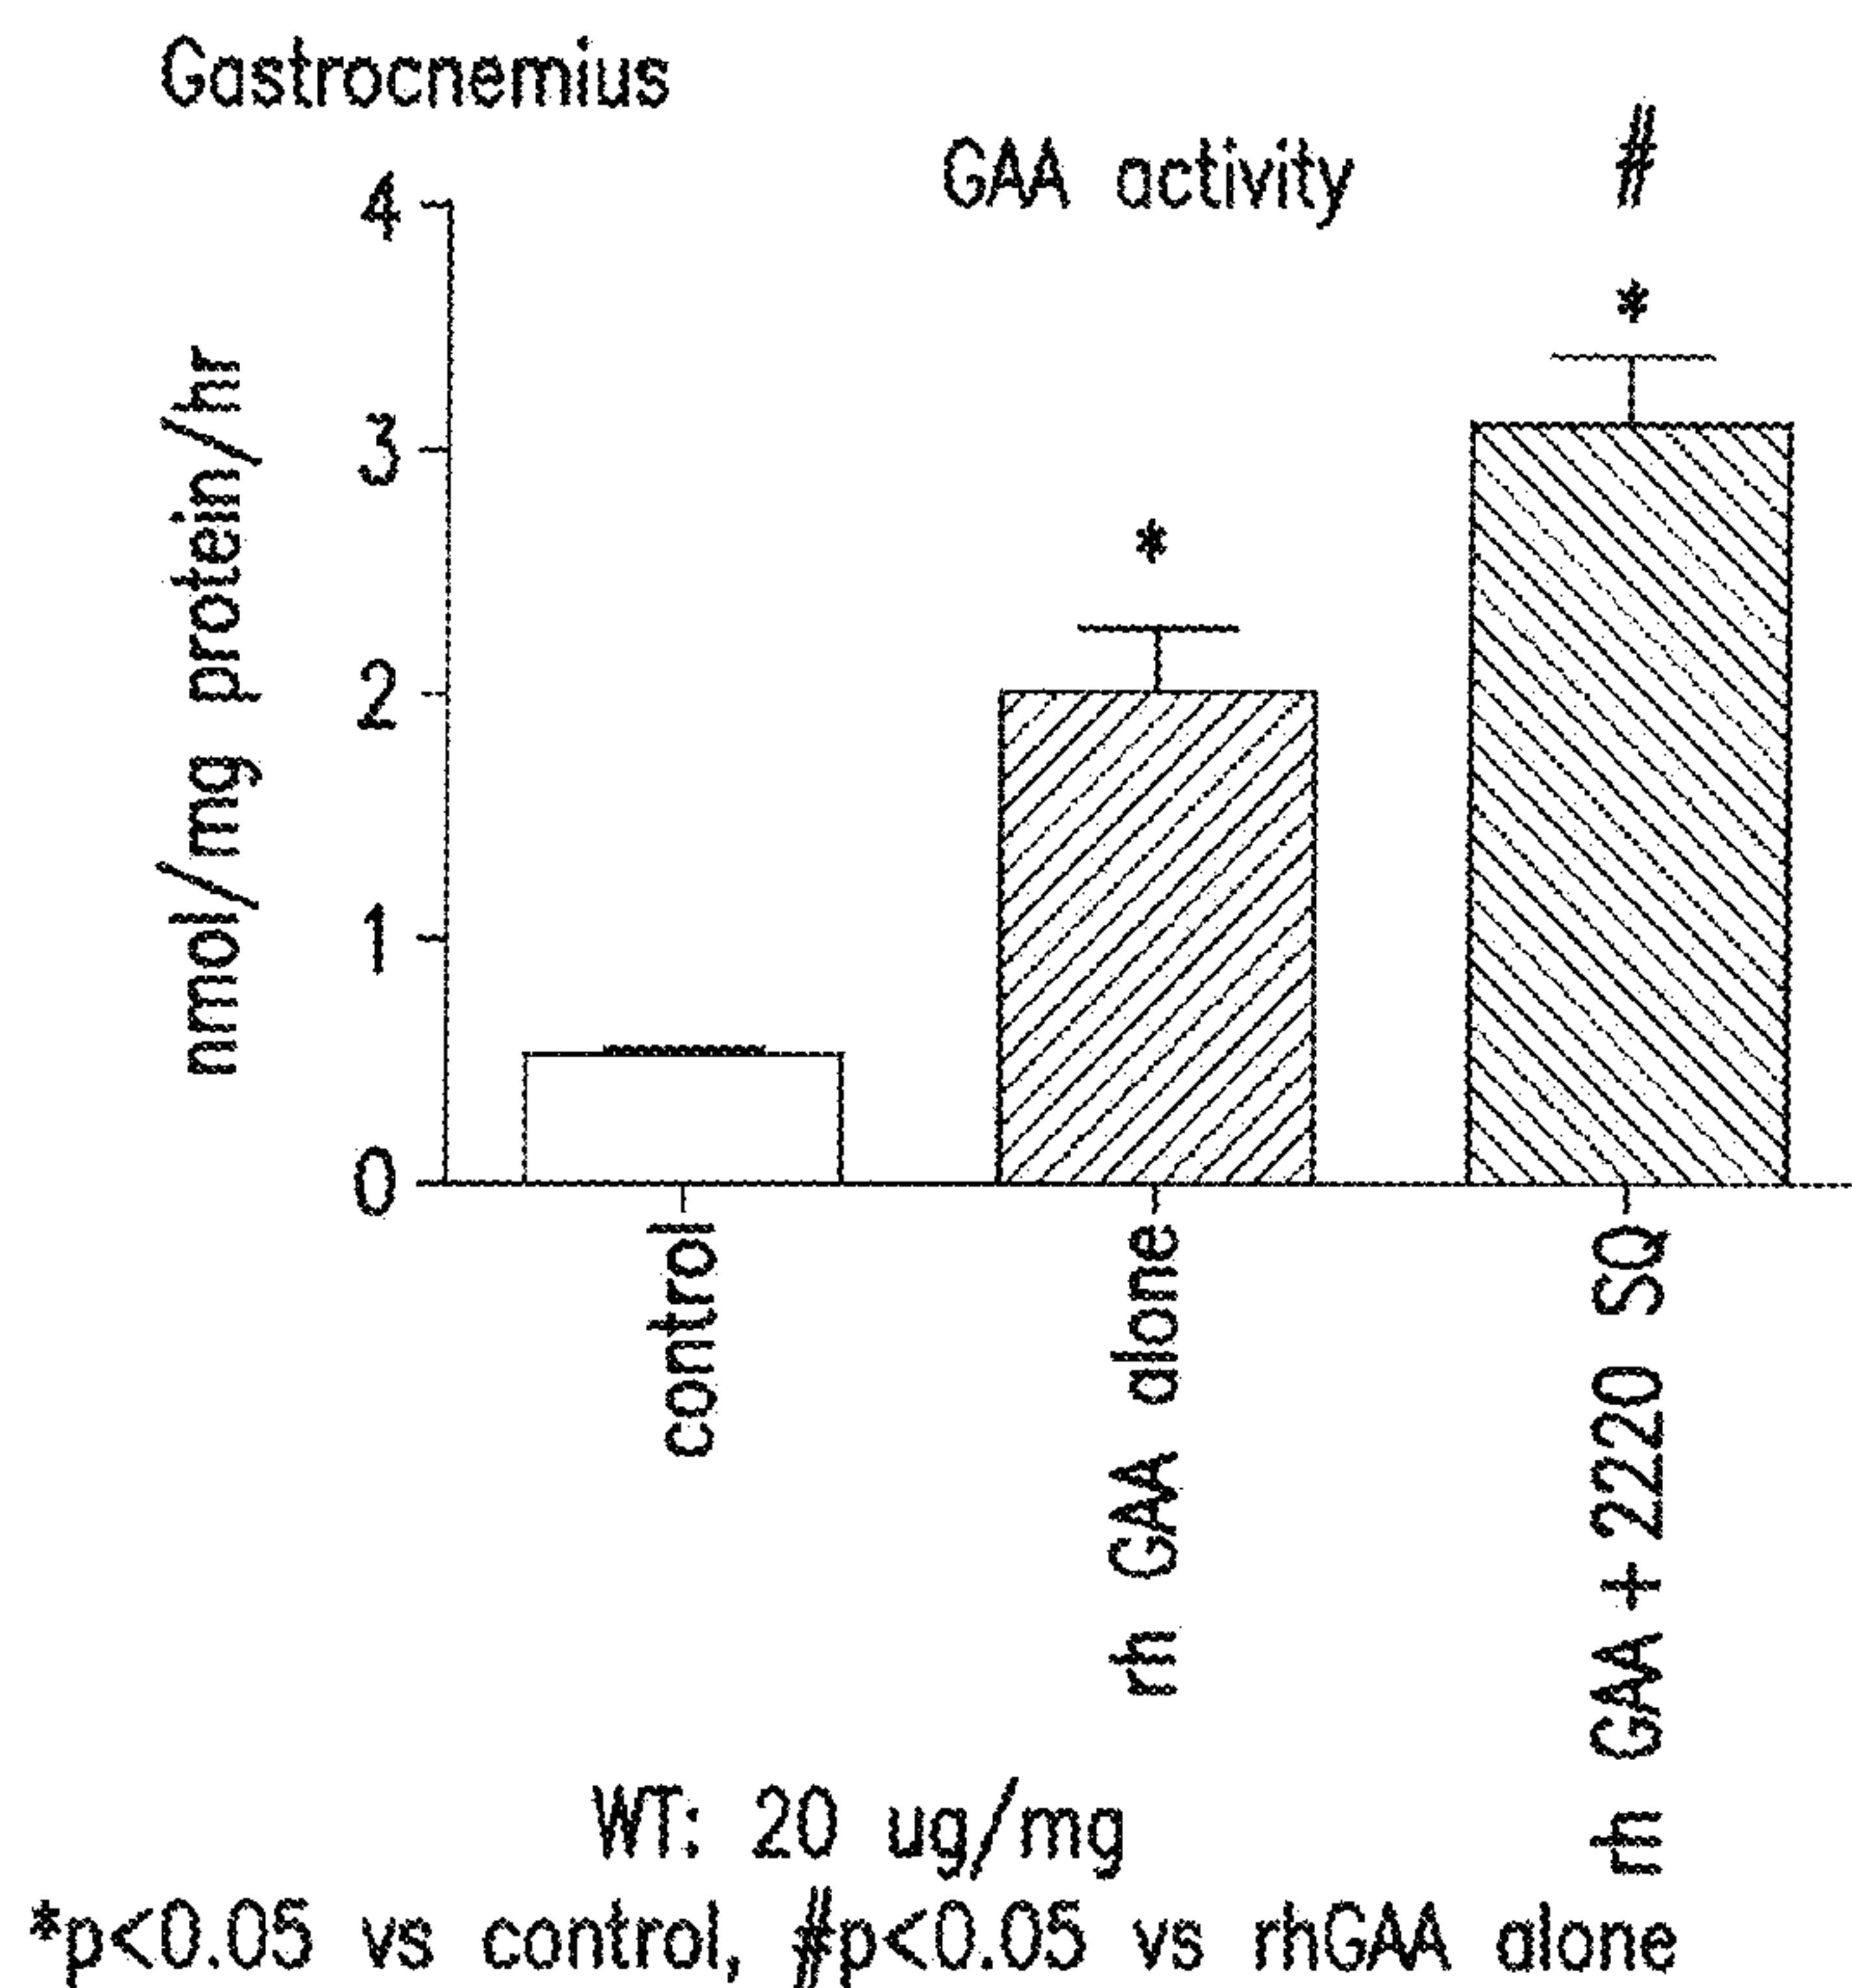 Gastrocnemius
GAA activity
#
*
*
nmol/mg protein/hr
4
3
2
1
0
control
rh GAA alone
rh GAA + 2220 SQ
WT: 20 ug/mg
*p<0.05 vs control, #p<0.05 vs rhGAA alone